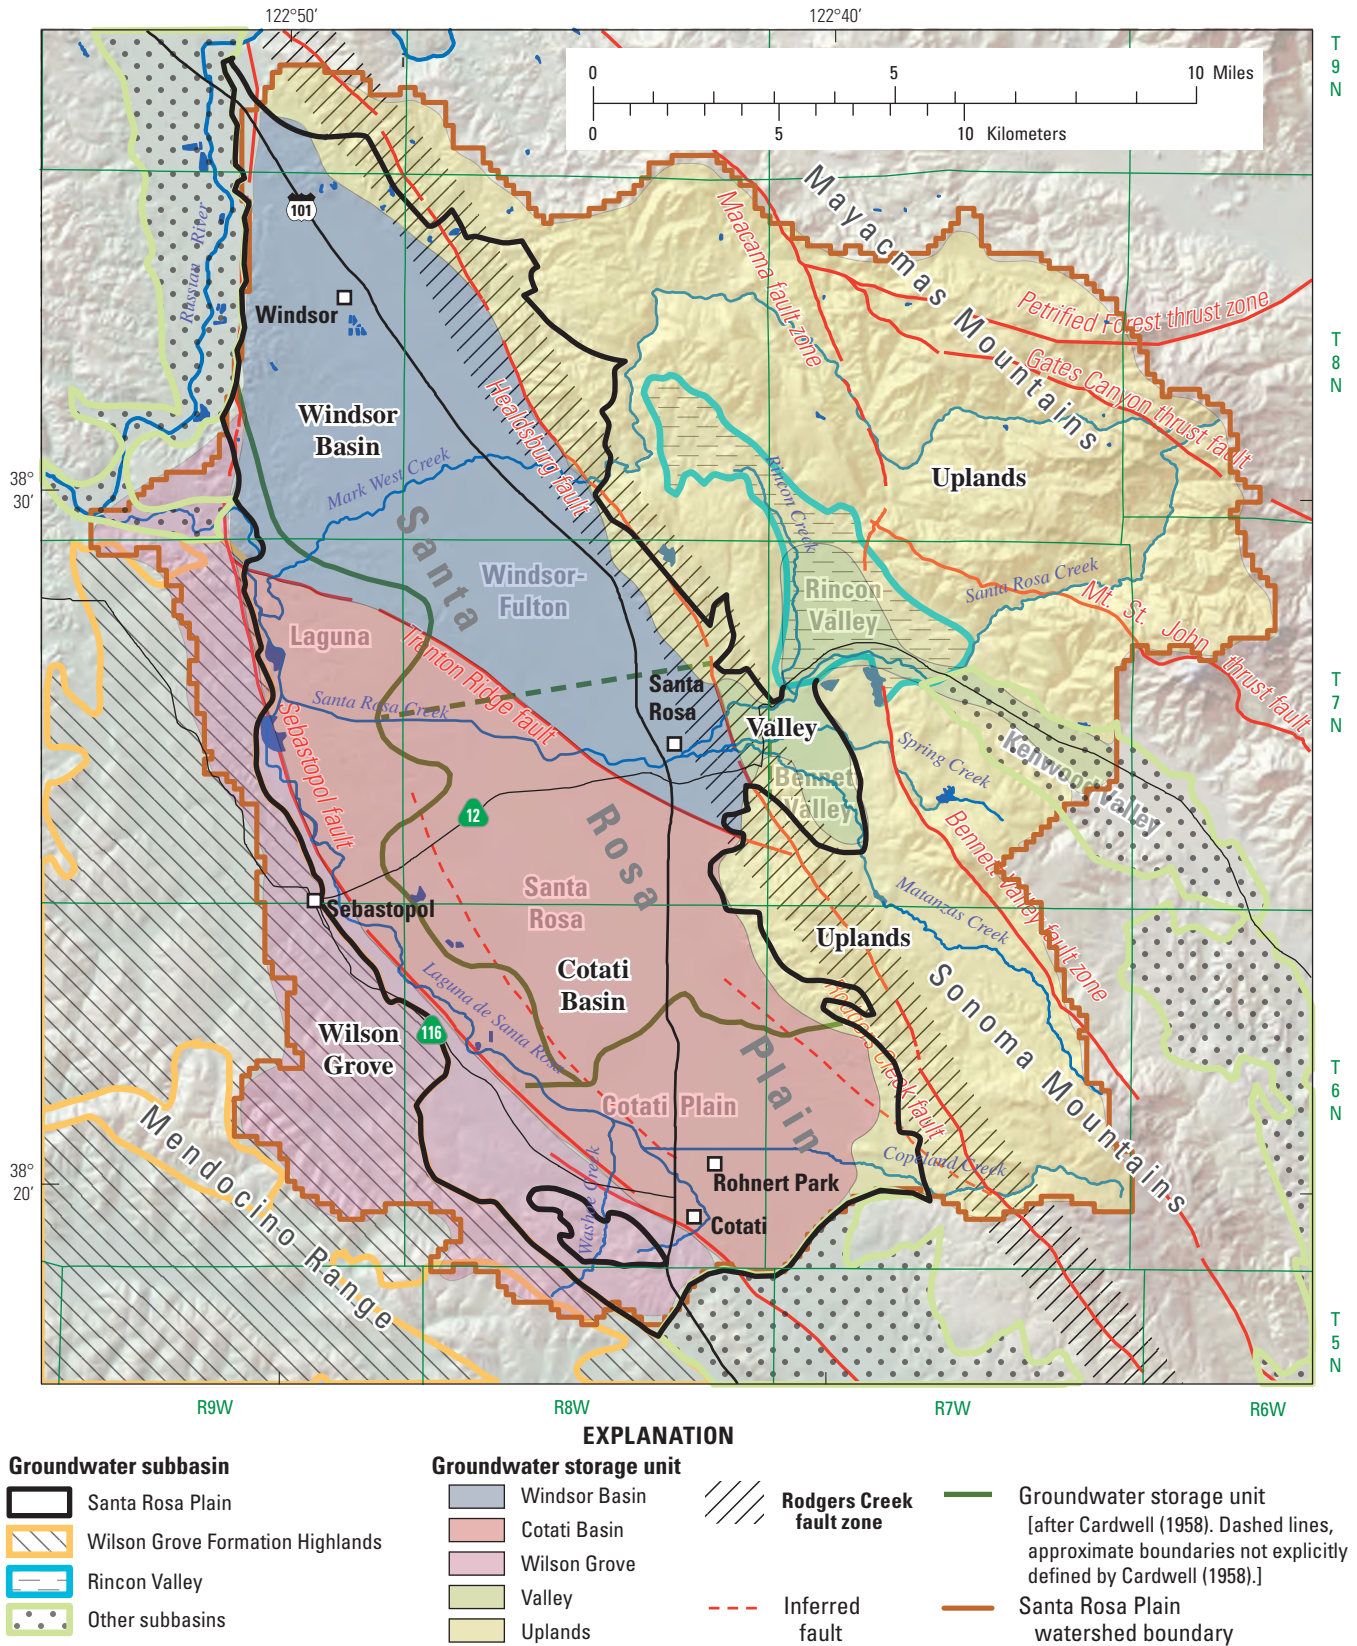 122°50'
122°40'
T
9
N
0
5
10 Miles
0
5
10 Kilometers
Mayacmas Mountains
101
Russian River
Maacama fault zone
Petrified Forest thrust zone
Windsor
T
8
N
Gates Canyon thrust fault
Healdsburg fault
Windsor
Basin
Mark West Creek
Rincon Creek
Uplands
38°
30'
Santa Rosa Plain
Windsor-
Fulton
Rincon
Valley
Santa Rosa Creek
Mt. St. John thrust fault
Laguna
Trenton Ridge fault
Santa Rosa Creek
Santa
Rosa
Sebastopol fault
Valley
T
7
N
Spring Creek
Kenwood Valley
Bennett
Valley
12
Bennett Valley fault zone
Santa
Rosa
Matanzas Creek
Sebastopol
Uplands
Cotati
Basin
Laguna de Santa Rosa
Sonoma Mountains
Rodgers Creek fault
Wilson
Grove
116
T
6
N
Cotati Plain
Mendocino Range
Washoe Creek
Copeland Creek
38°
20'
Rohnert Park
Cotati
T
5
N
R9W
R8W
R7W
R6W
EXPLANATION
Groundwater subbasin
Santa Rosa Plain
Wilson Grove Formation Highlands
Rincon Valley
Other subbasins
Groundwater storage unit
Windsor Basin
Cotati Basin
Wilson Grove
Valley
Uplands
Rodgers Creek
fault zone
Inferred
fault
Groundwater storage unit
[after Cardwell (1958). Dashed lines,
approximate boundaries not explicitly
defined by Cardwell (1958).]
Santa Rosa Plain
watershed boundary